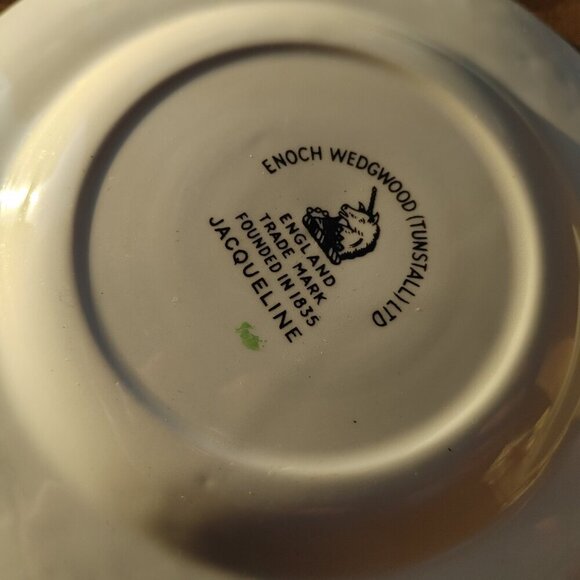 ENOCH WEDGWOOD (TUNSTALL) LTD
ENGLAND
TRADE MARK
FOUNDED IN 1835
JACQUELINE